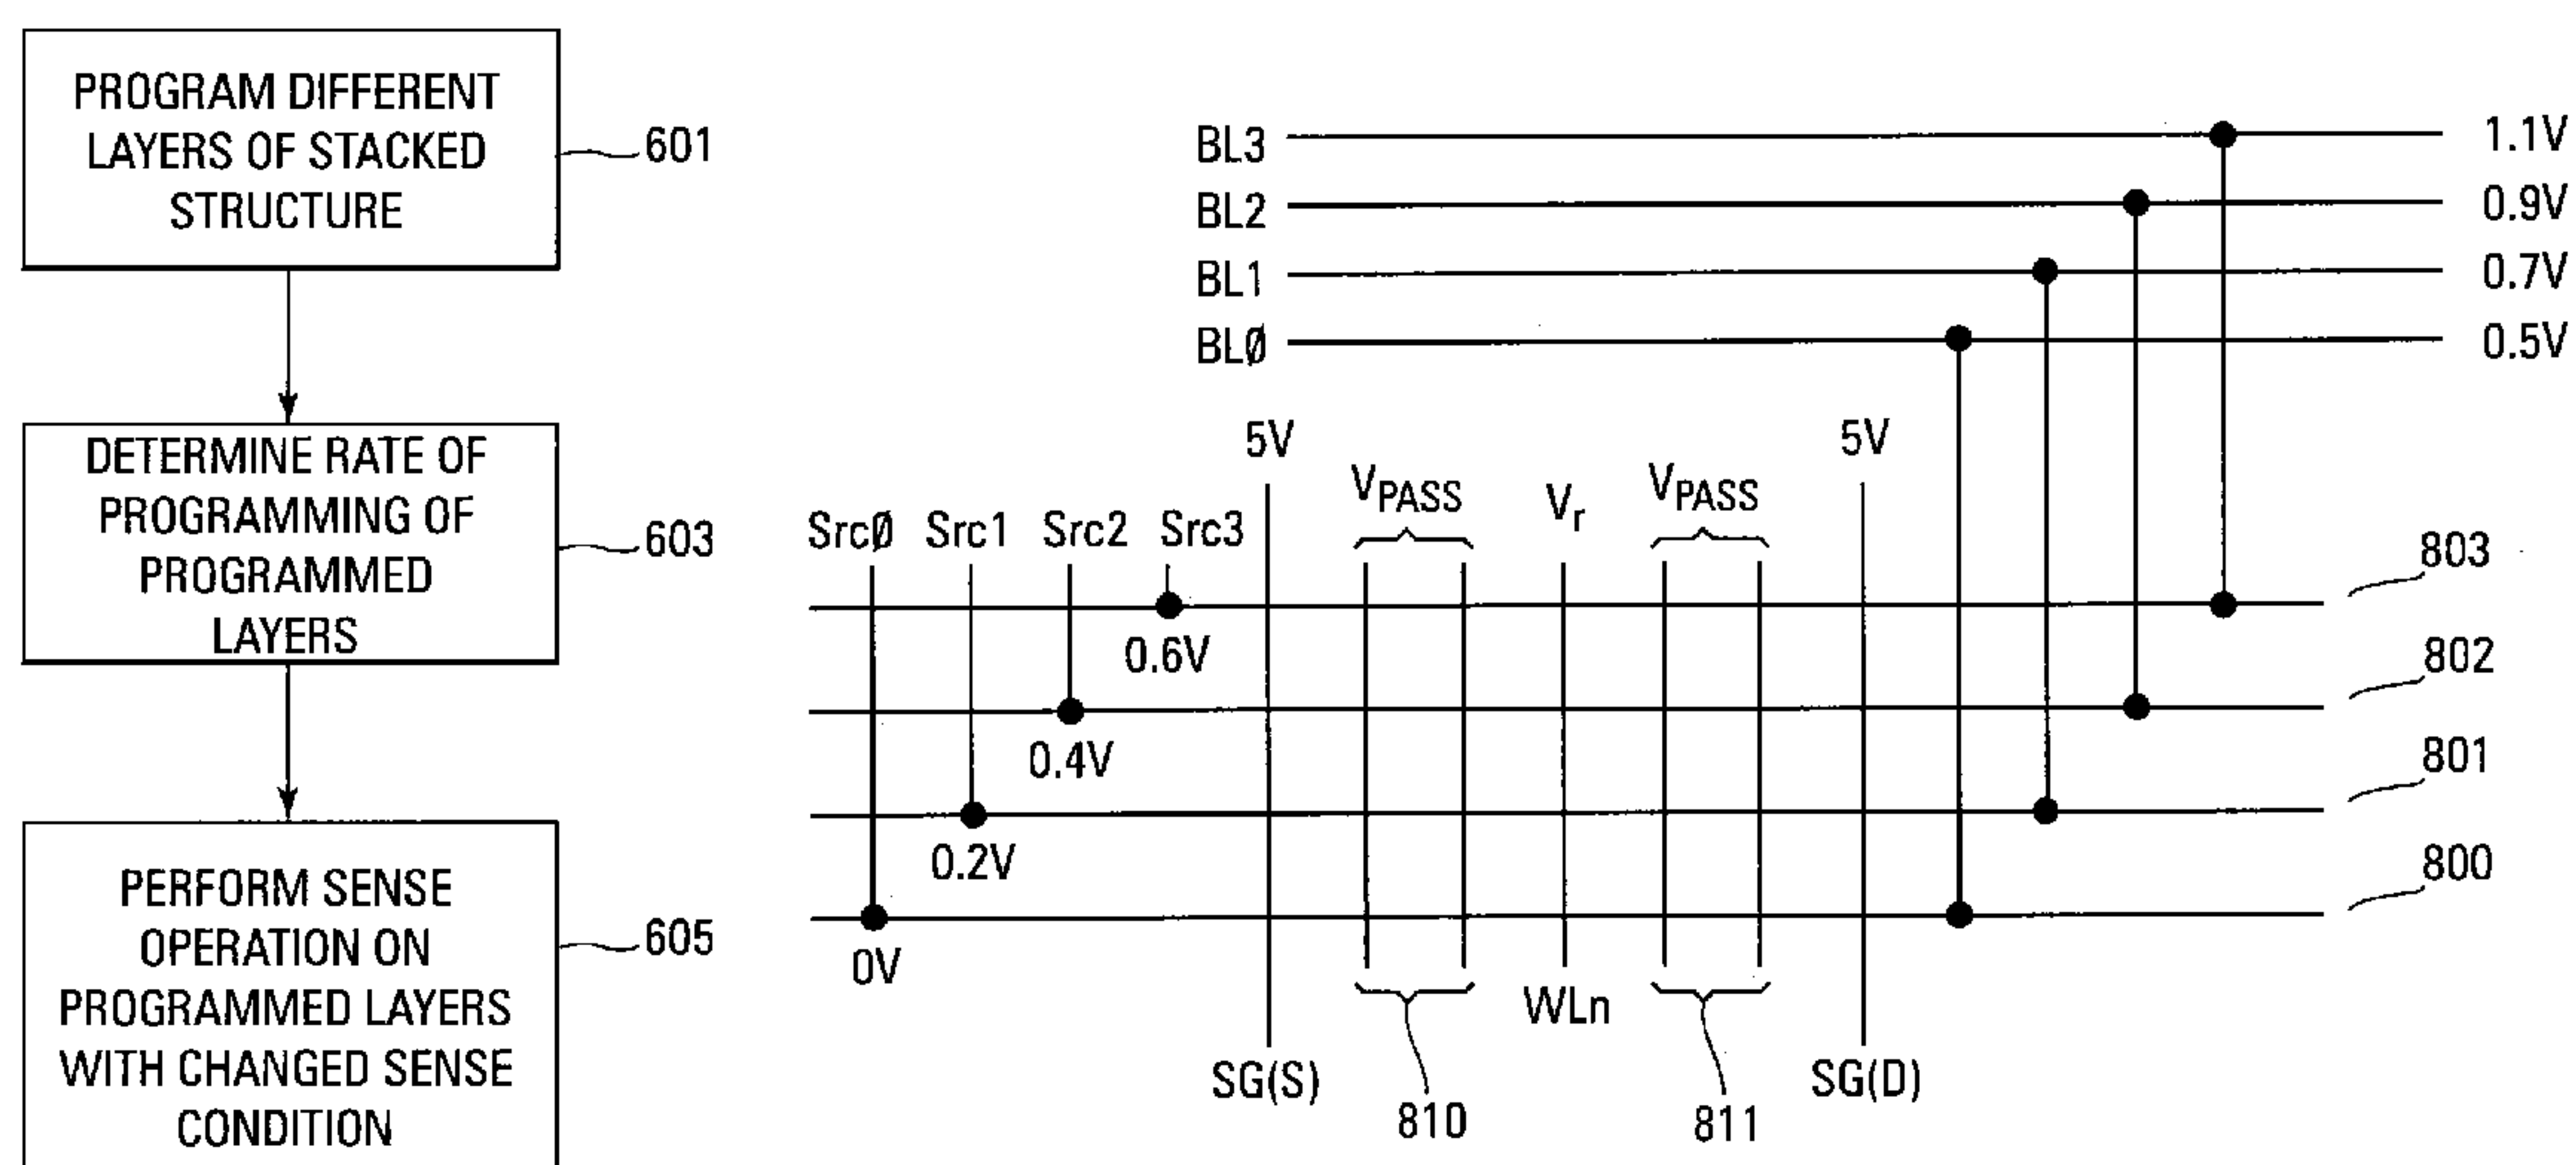 PROGRAM DIFFERENT
LAYERS OF STACKED
STRUCTURE
601
DETERMINE RATE OF
PROGRAMMING OF
PROGRAMMED
LAYERS
603
PERFORM SENSE
OPERATION ON
PROGRAMMED LAYERS
WITH CHANGED SENSE
CONDITION
605
BL3
1.1V
BL2
0.9V
BL1
0.7V
BLØ
0.5V
5V
5V
VPASS
Vr
VPASS
SrcØ Src1 Src2 Src3
803
0.6V
802
0.4V
801
0.2V
800
0V
WLn
SG(S)
SG(D)
810
811